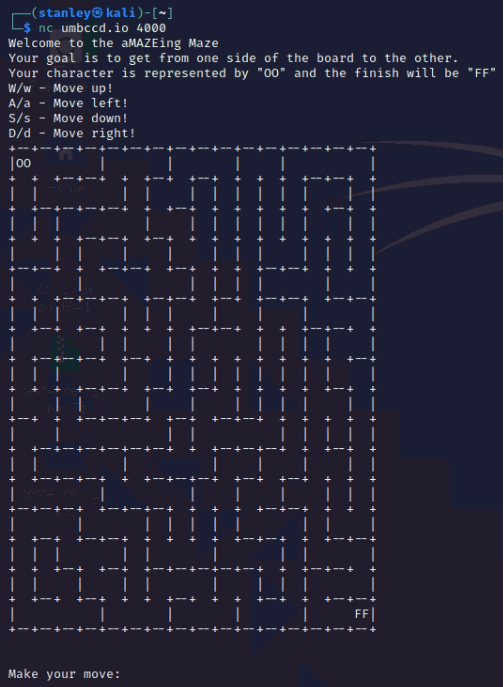 (stanley㉿kali)-[~]
$ nc umbccd.io 4000
Welcome to the aMAZEing Maze
Your goal is to get from one side of the board to the other.
Your character is represented by "OO" and the finish will be "FF"
W/w - Move up!
A/a - Move left!
S/s - Move down!
D/d - Move right!
+--+--+--+--+--+--+--+--+--+--+--+--+--+--+--+--+
|OO         |        |        |     |           |
|           |        |        |        |      FF|
+--+--+--+--+--+--+--+--+--+--+--+--+--+--+--+--+
Make your move: